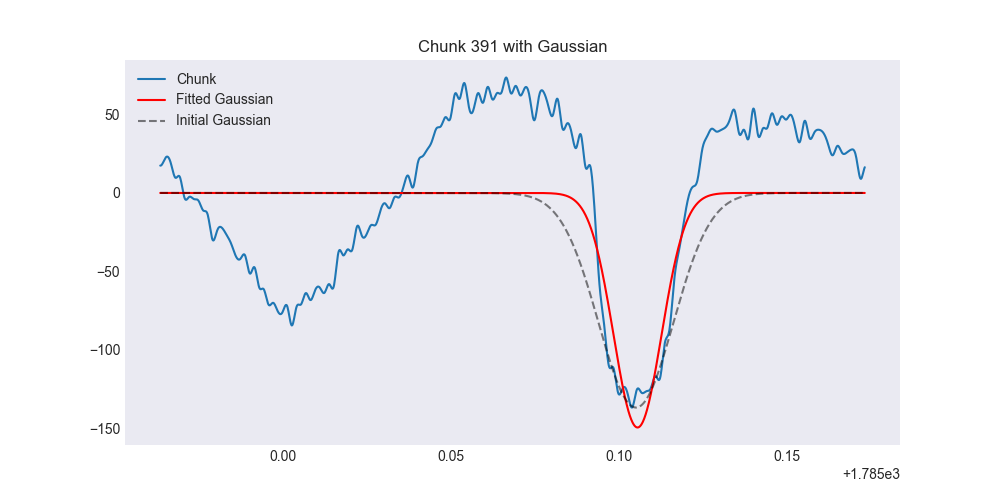 Chunk 391 with Gaussian
Chunk
Fitted Gaussian
Initial Gaussian
50
0
−50
−100
−150
0.00 0.05 0.10 0.15
+1.785e3